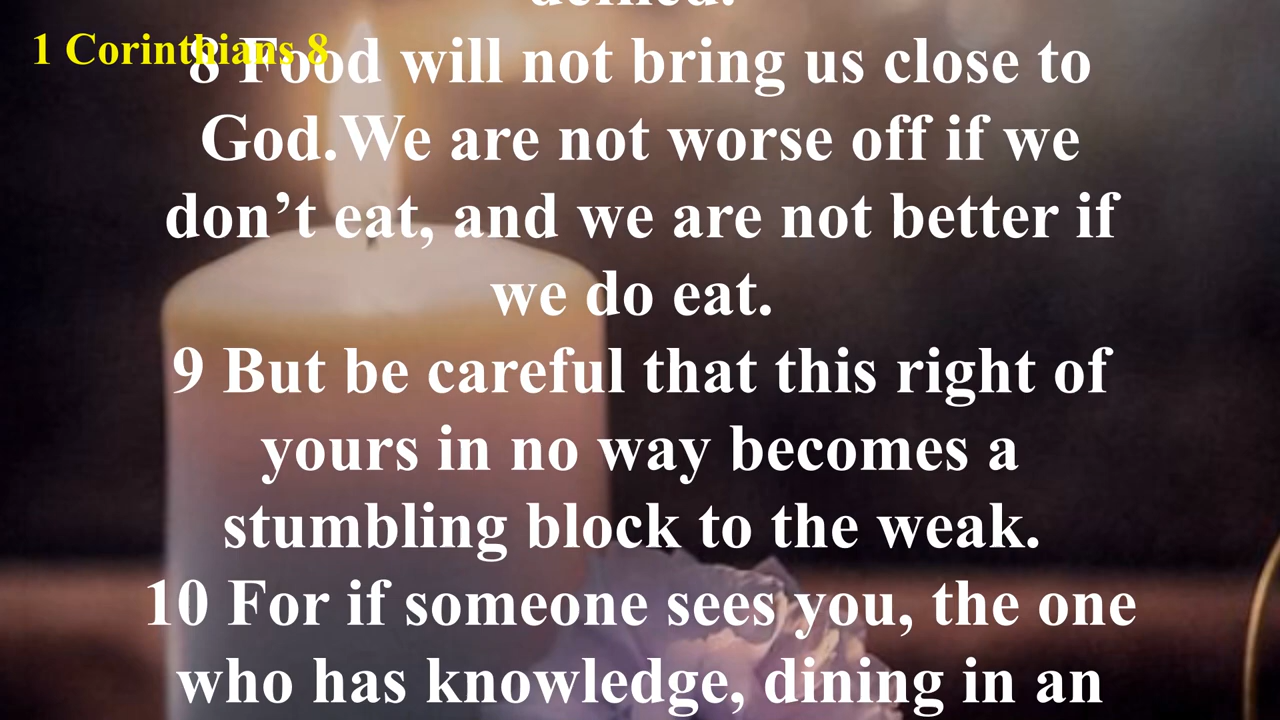 defiled.
1 Corinthians 8
8 Food will not bring us close to
God.We are not worse off if we
don’t eat, and we are not better if
we do eat.
9 But be careful that this right of
yours in no way becomes a
stumbling block to the weak.
10 For if someone sees you, the one
who has knowledge, dining in an